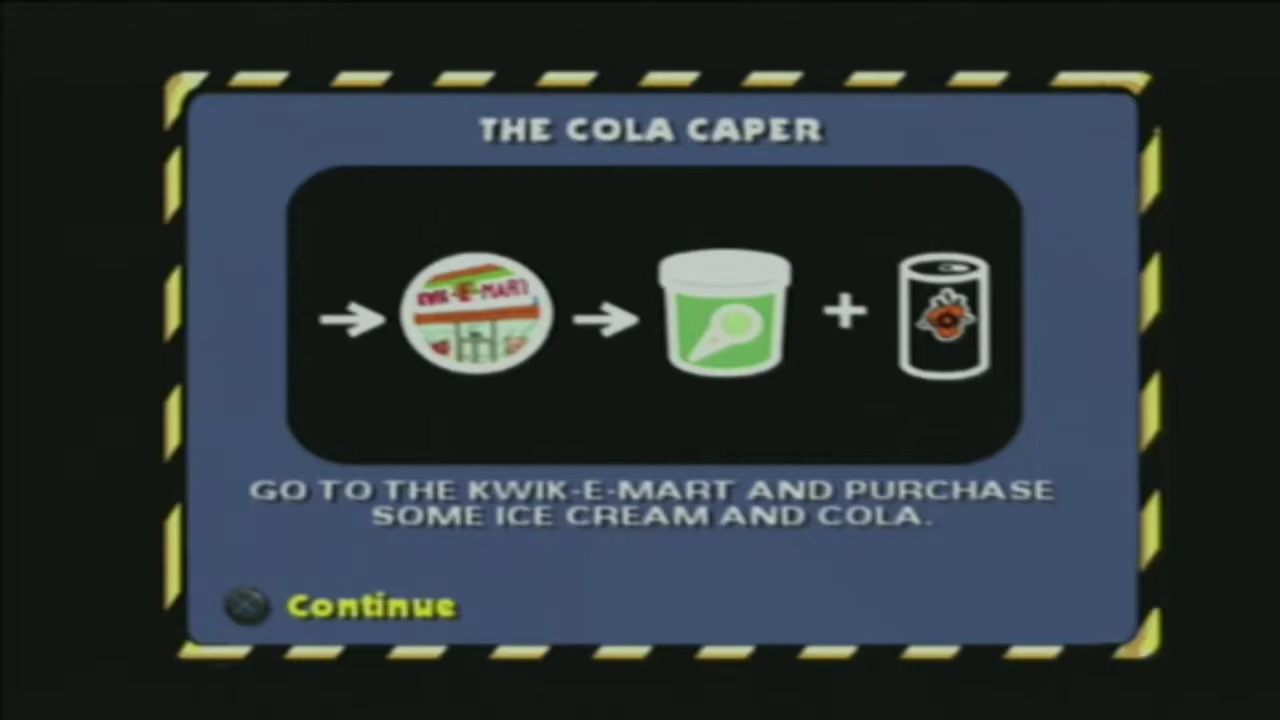 THE COLA CAPER
KWIK-E-MART
GO TO THE KWIK-E-MART AND PURCHASE
SOME ICE CREAM AND COLA.
Continue